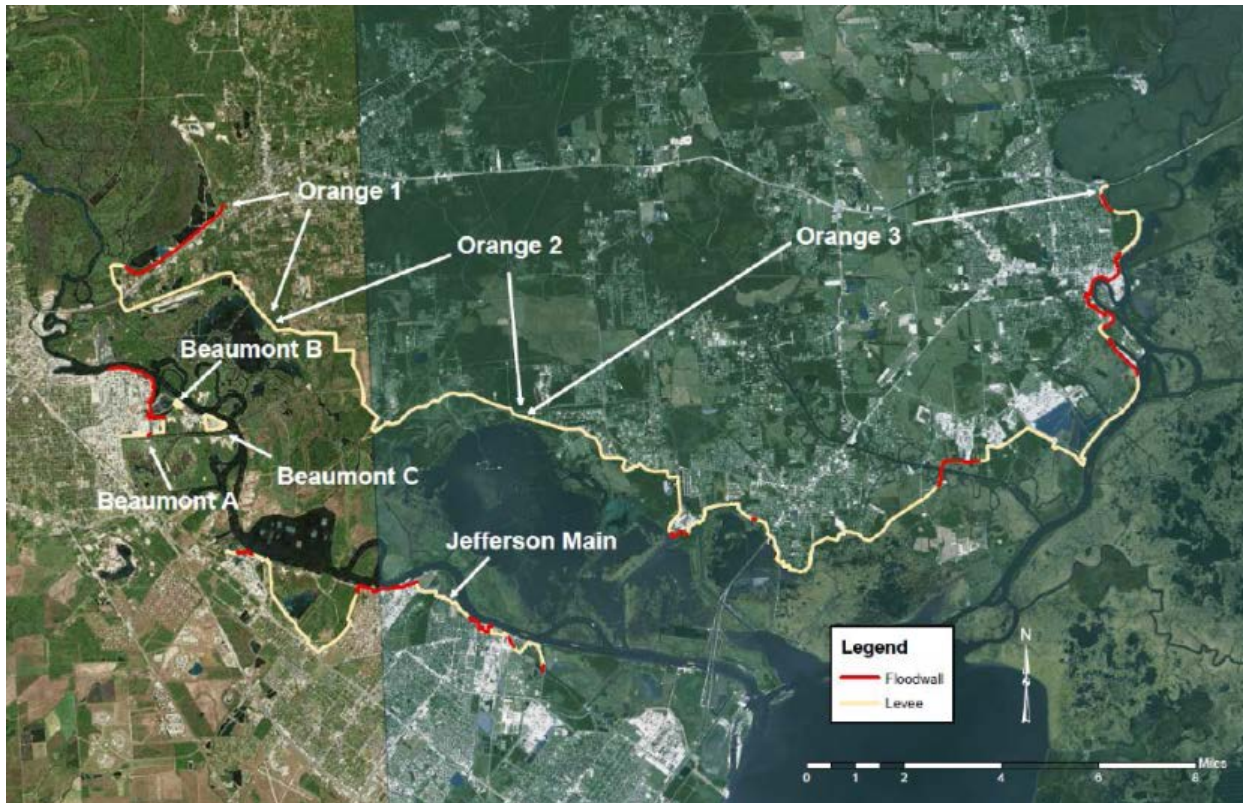 Orange 1
Orange 2
Orange 3
Beaumont B
Beaumont C
Beaumont A
Jefferson Main
Legend
Floodwall
Levee
N
Miles
0 1 2 4 6 8